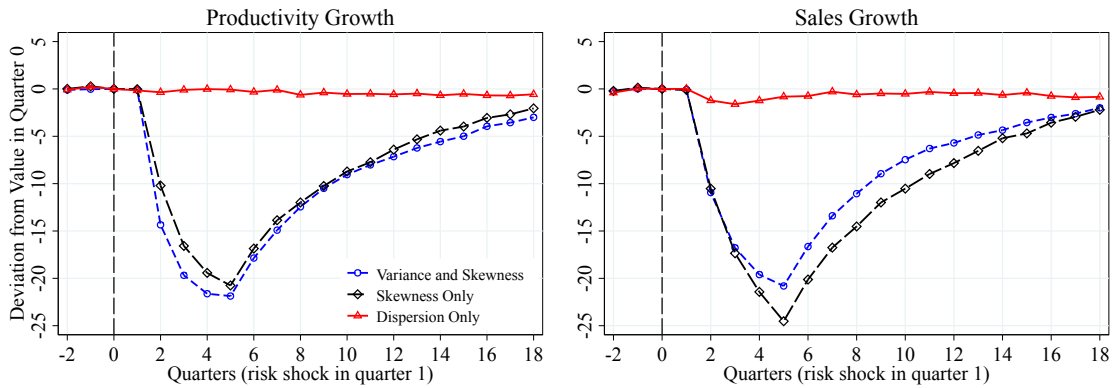 Productivity Growth
Deviation from Value in Quarter 0
5
0
-5
-10
-15
-20
-25
Variance and Skewness
Skewness Only
Dispersion Only
-2 0 2 4 6 8 10 12 14 16 18
Quarters (risk shock in quarter 1)
Sales Growth
5
0
-5
-10
-15
-20
-25
-2 0 2 4 6 8 10 12 14 16 18
Quarters (risk shock in quarter 1)